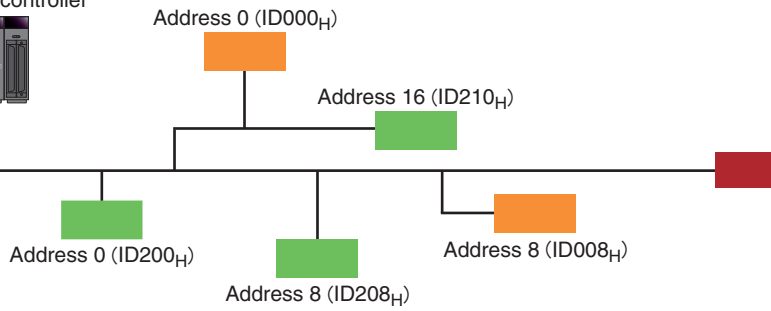 controller
Address 0 (ID000H)
Address 16 (ID210H)
Address 0 (ID200H)
Address 8 (ID008H)
Address 8 (ID208H)